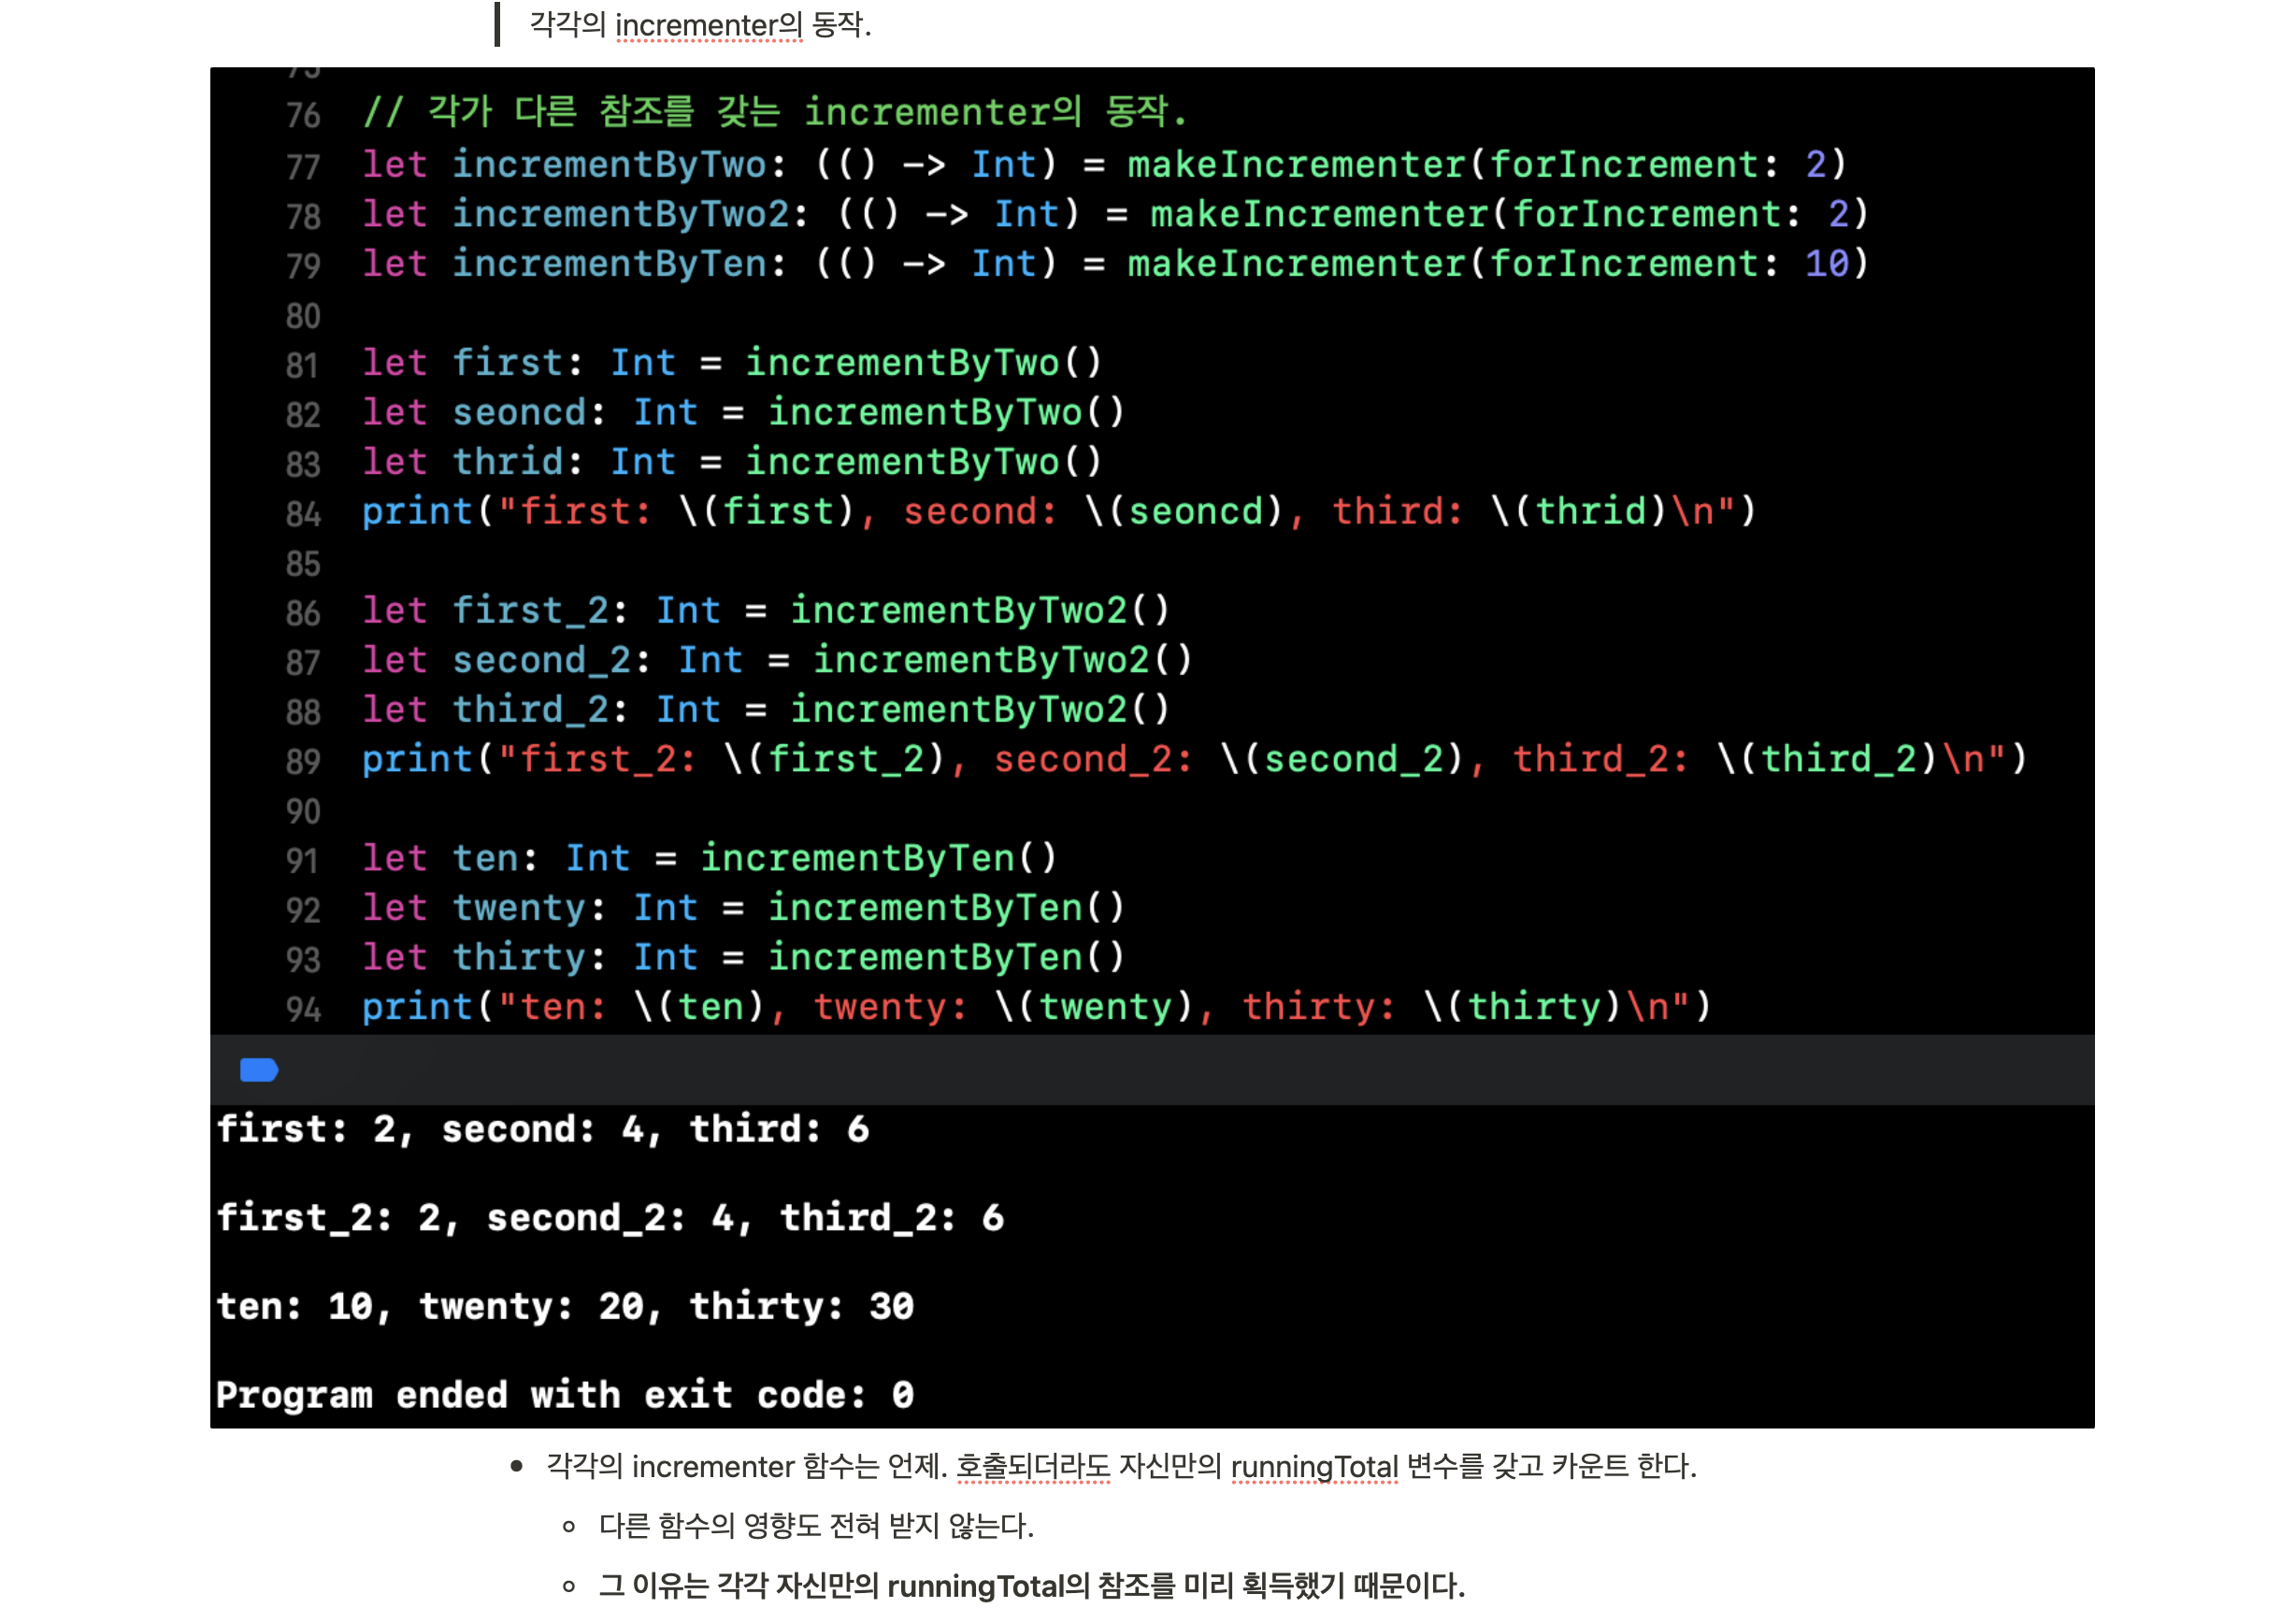 각각의 incrementer의 동작.
75
76 // 각가 다른 참조를 갖는 incrementer의 동작.
77 let incrementByTwo: (() -> Int) = makeIncrementer(forIncrement: 2)
78 let incrementByTwo2: (() -> Int) = makeIncrementer(forIncrement: 2)
79 let incrementByTen: (() -> Int) = makeIncrementer(forIncrement: 10)
80
81 let first: Int = incrementByTwo()
82 let seoncd: Int = incrementByTwo()
83 let thrid: Int = incrementByTwo()
84 print("first: \(first), second: \(seoncd), third: \(thrid)\n")
85
86 let first_2: Int = incrementByTwo2()
87 let second_2: Int = incrementByTwo2()
88 let third_2: Int = incrementByTwo2()
89 print("first_2: \(first_2), second_2: \(second_2), third_2: \(third_2)\n")
90
91 let ten: Int = incrementByTen()
92 let twenty: Int = incrementByTen()
93 let thirty: Int = incrementByTen()
94 print("ten: \(ten), twenty: \(twenty), thirty: \(thirty)\n")
first: 2, second: 4, third: 6
first_2: 2, second_2: 4, third_2: 6
ten: 10, twenty: 20, thirty: 30
Program ended with exit code: 0
각각의 incrementer 함수는 언제. 호출되더라도 자신만의 runningTotal 변수를 갖고 카운트 한다.
다른 함수의 영향도 전혀 받지 않는다.
그 이유는 각각 자신만의 runningTotal의 참조를 미리 획득했기 때문이다.